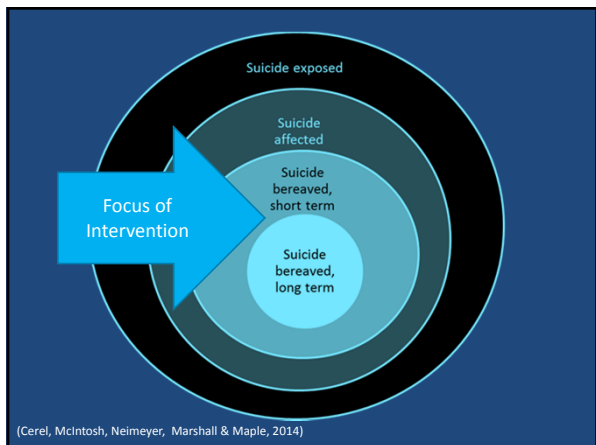 Suicide exposed
Suicide
affected
Suicide
bereaved,
short term
Focus of
Intervention
Suicide
bereaved,
long term
(Cerel, McIntosh, Neimeyer, Marshall & Maple, 2014)